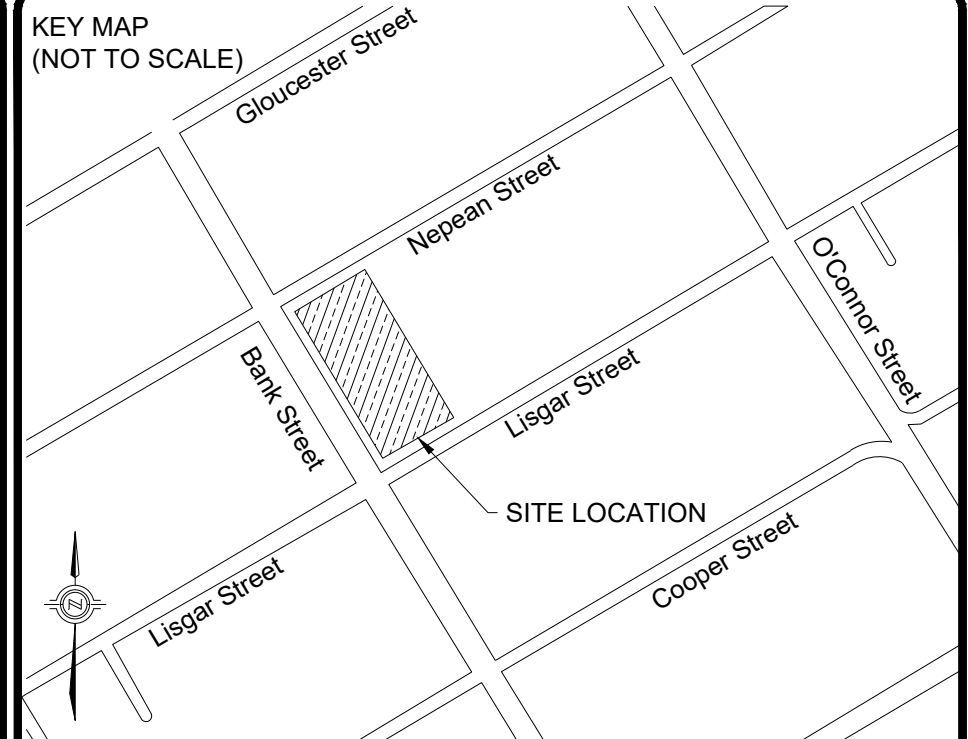 KEY MAP
(NOT TO SCALE)
Gloucester Street
Nepean Street
O'Connor Street
Bank Street
Lisgar Street
SITE LOCATION
Cooper Street
Lisgar Street
N